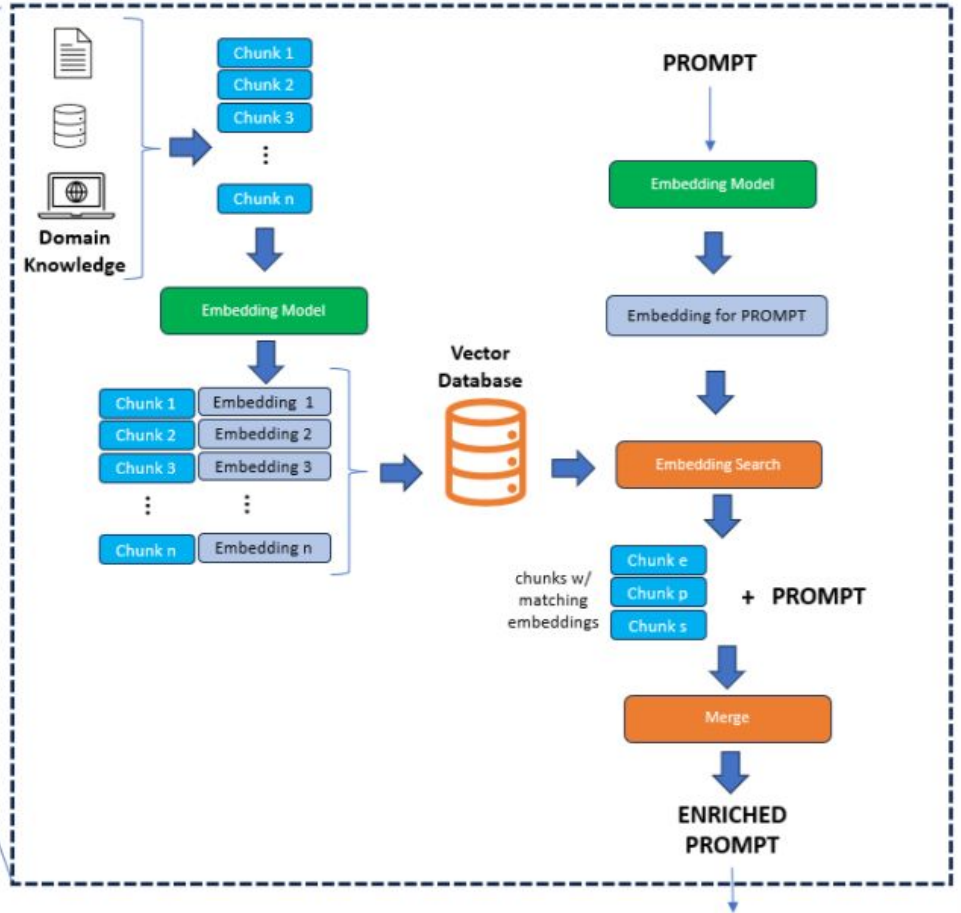 Chunk 1
Chunk 2
Chunk 3
⋮
Chunk n
Domain
Knowledge
Embedding Model
Chunk 1 Embedding 1
Chunk 2 Embedding 2
Chunk 3 Embedding 3
⋮ ⋮
Chunk n Embedding n
Vector
Database
PROMPT
Embedding Model
Embedding for PROMPT
Embedding Search
chunks w/
matching
embeddings
Chunk e
Chunk p
Chunk s
+ PROMPT
Merge
ENRICHED
PROMPT